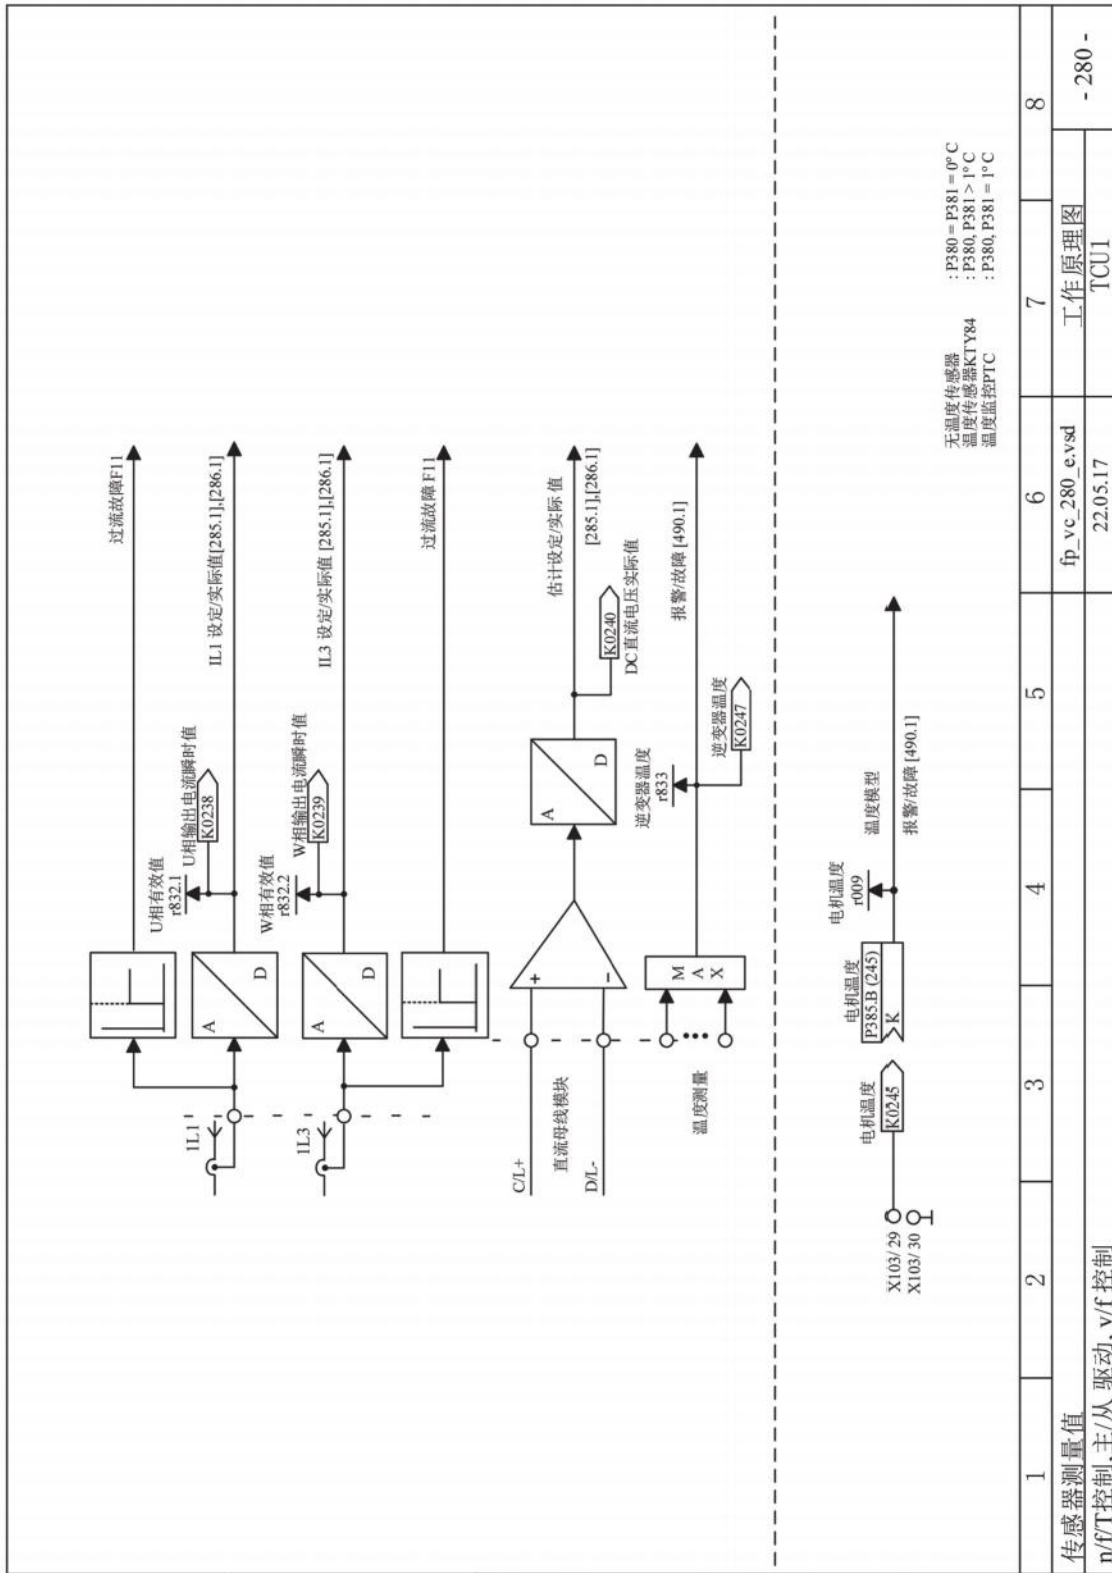 过流故障F11
U相有效值
r832.1
U相输出电流瞬时值
K0238
IL1 设定/实际值[285.1],[286.1]
A
D
1L1
W相有效值
r832.2
W相输出电流瞬时值
K0239
IL3 设定/实际值 [285.1],[286.1]
A
D
1L3
过流故障 F11
C/L+
直流母线模块
D/L-
+
−
A
D
估计设定/实际 值
[285.1],[286.1]
K0240
DC直流电压实际值
温度测量
M
A
X
逆变器温度
r833
报警/故障 [490.1]
逆变器温度
K0247
X103/ 29
X103/ 30
电机温度
K0245
电机温度
P385.B (245)
K
电机温度
r009
温度模型
报警/故障 [490.1]
无温度传感器 : P380 = P381 = 0° C
温度传感器KTY84 : P380, P381 > 1° C
温度监控PTC : P380, P381 = 1° C
1 2 3 4 5 6 7 8
传感器测量值 fp_vc_280_e.vsd 工作原理图 - 280 -
n/f/T控制,主/从 驱动, v/f 控制 22.05.17 TCU1